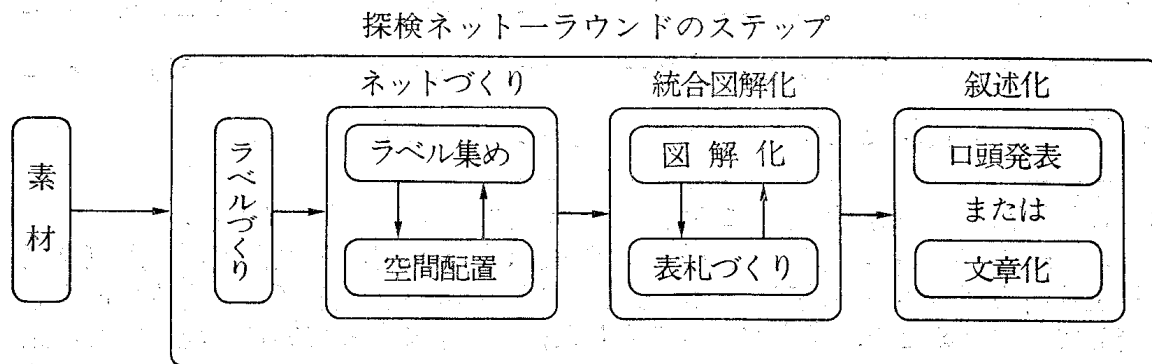 探検ネット一ラウンドのステップ
素材
ラベルづくり
ネットづくり
ラベル集め
空間配置
統合図解化
図解化
表札づくり
叙述化
口頭発表
または
文章化